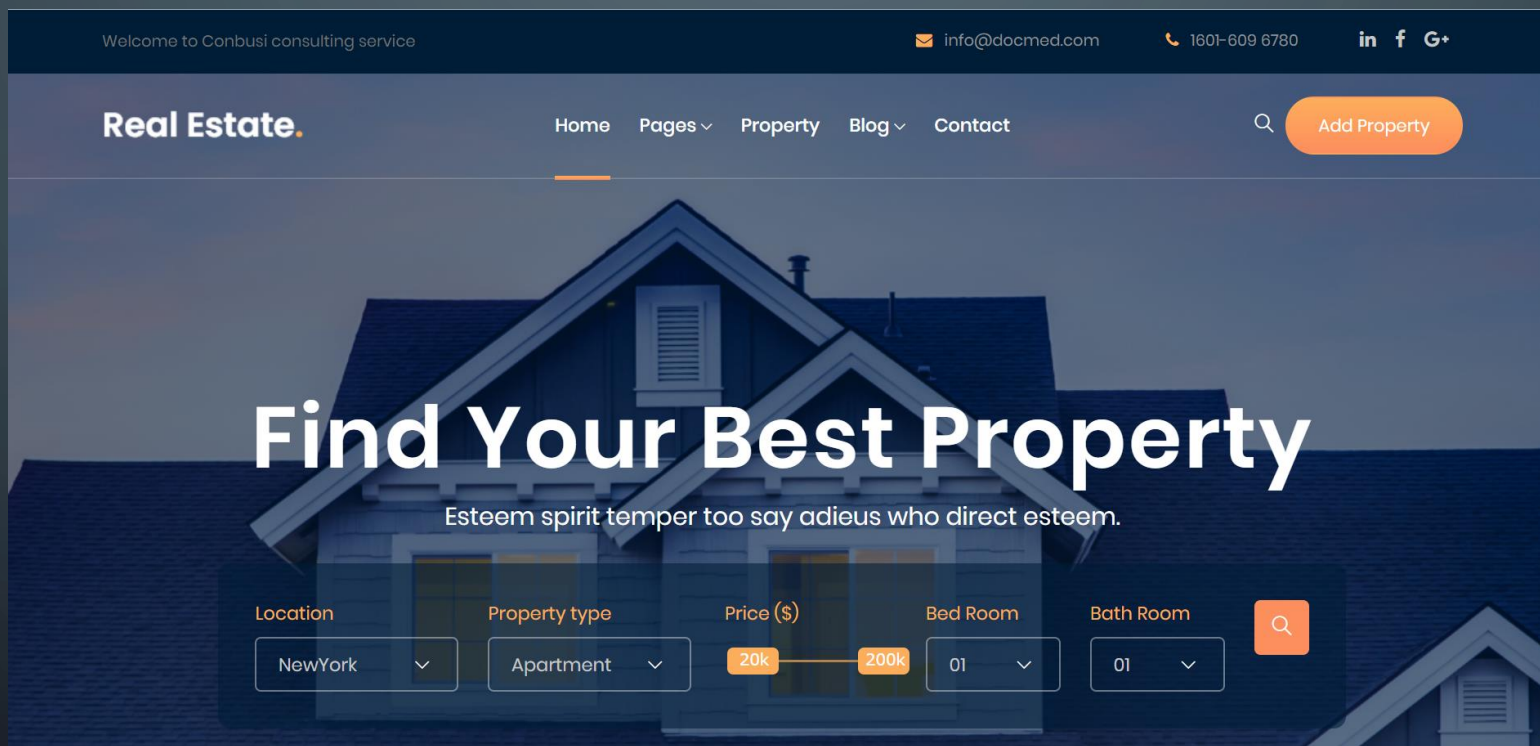 Welcome to Conbusi consulting service
info@docmed.com
1601-609 6780
in f G+
Real Estate.
Home Pages Property Blog Contact
Add Property
Find Your Best Property
Esteem spirit temper too say adieus who direct esteem.
Location Property type Price ($) Bed Room Bath Room
NewYork Apartment 20k 200k 01 01